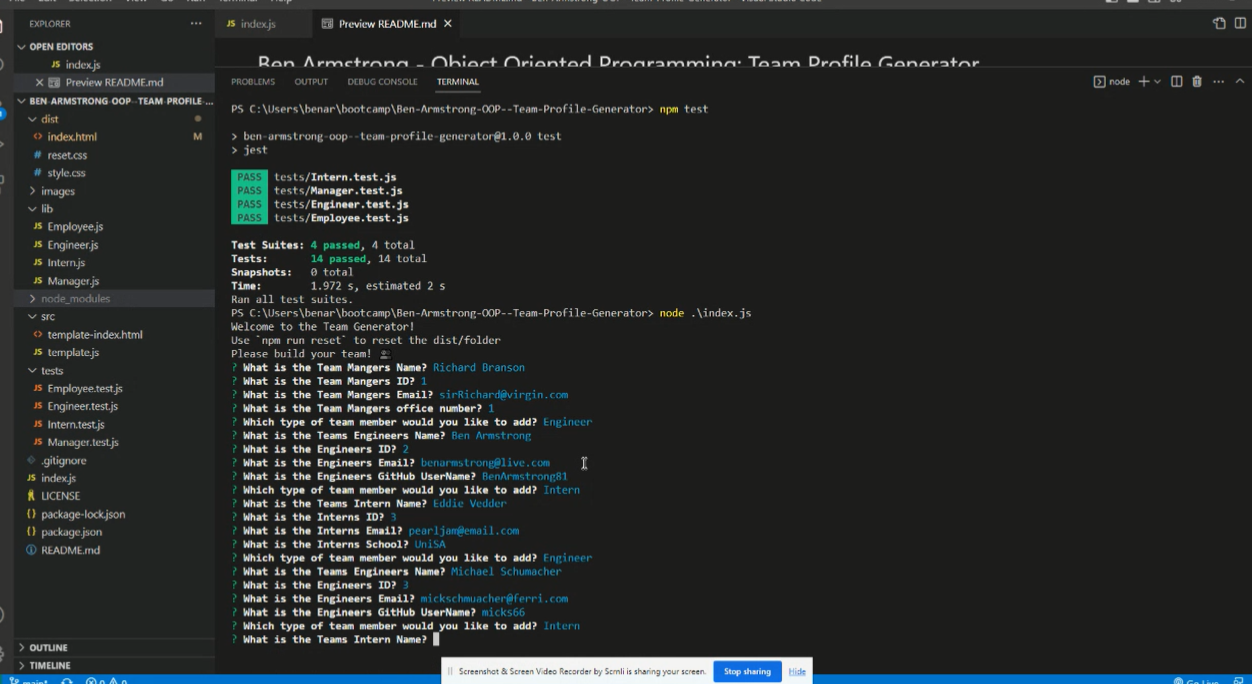 EXPLORER
OPEN EDITORS
JS index.js
Preview README.md
BEN-ARMSTRONG-OOP--TEAM-PROFILE-...
dist
<> index.html M
# reset.css
# style.css
images
lib
JS Employee.js
JS Engineer.js
JS Intern.js
JS Manager.js
node_modules
src
<> template-index.html
JS template.js
tests
JS Employee.test.js
JS Engineer.test.js
JS Intern.test.js
JS Manager.test.js
.gitignore
JS index.js
LICENSE
{} package-lock.json
{} package.json
README.md
OUTLINE
TIMELINE
JS index.js
Preview README.md
Ben Armstrong - Object Oriented Programming: Team Profile Generator
PROBLEMS OUTPUT DEBUG CONSOLE TERMINAL
node
PS C:\Users\benar\bootcamp\Ben-Armstrong-OOP--Team-Profile-Generator> npm test
> ben-armstrong-oop--team-profile-generator@1.0.0 test
> jest
PASS tests/Intern.test.js
PASS tests/Manager.test.js
PASS tests/Engineer.test.js
PASS tests/Employee.test.js
Test Suites: 4 passed, 4 total
Tests: 14 passed, 14 total
Snapshots: 0 total
Time: 1.972 s, estimated 2 s
Ran all test suites.
PS C:\Users\benar\bootcamp\Ben-Armstrong-OOP--Team-Profile-Generator> node .\index.js
Welcome to the Team Generator!
Use `npm run reset` to reset the dist/folder
Please build your team!
? What is the Team Mangers Name? Richard Branson
? What is the Team Mangers ID? 1
? What is the Team Mangers Email? sirRichard@virgin.com
? What is the Team Mangers office number? 1
? Which type of team member would you like to add? Engineer
? What is the Teams Engineers Name? Ben Armstrong
? What is the Engineers ID? 2
? What is the Engineers Email? benarmstrong@live.com
? What is the Engineers GitHub UserName? BenArmstrong81
? Which type of team member would you like to add? Intern
? What is the Teams Intern Name? Eddie Vedder
? What is the Interns ID? 3
? What is the Interns Email? pearljam@email.com
? What is the Interns School? UniSA
? Which type of team member would you like to add? Engineer
? What is the Teams Engineers Name? Michael Schumacher
? What is the Engineers ID? 3
? What is the Engineers Email? mickschmuacher@ferri.com
? What is the Engineers GitHub UserName? micks66
? Which type of team member would you like to add? Intern
? What is the Teams Intern Name?
Screenshot & Screen Video Recorder by Scrnli is sharing your screen. Stop sharing Hide